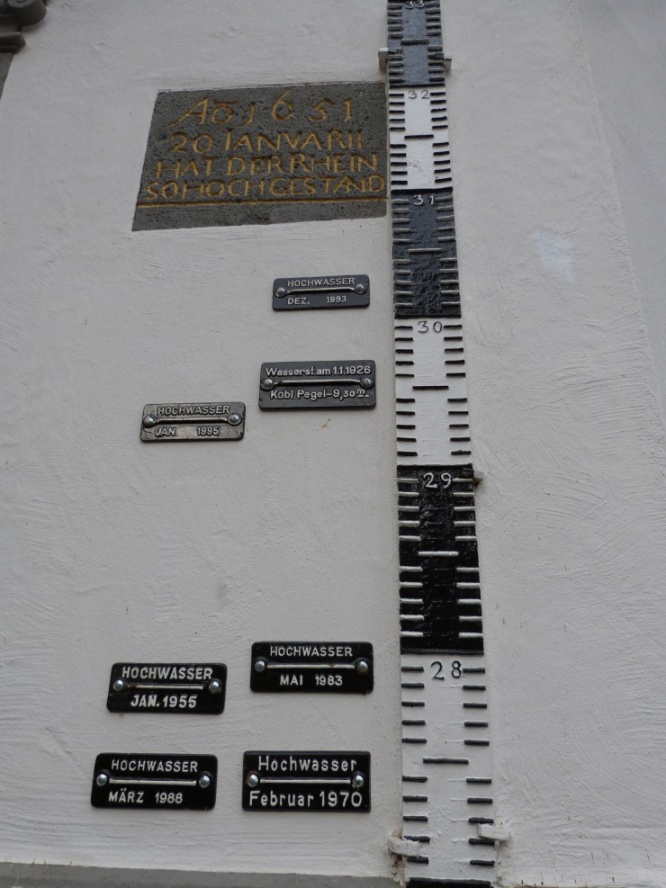 33
32
Aō 1651
20 IANVARII
HAT DER RHEIN
SO HOCH GESTAND
31
HOCHWASSER
DEZ. 1993
30
Wasserst. am 1.1.1926
Kobl. Pegel-9,30m.
HOCHWASSER
JAN 1995
29
HOCHWASSER
MAI 1983
28
HOCHWASSER
JAN. 1955
HOCHWASSER
MÄRZ 1988
Hochwasser
Februar 1970